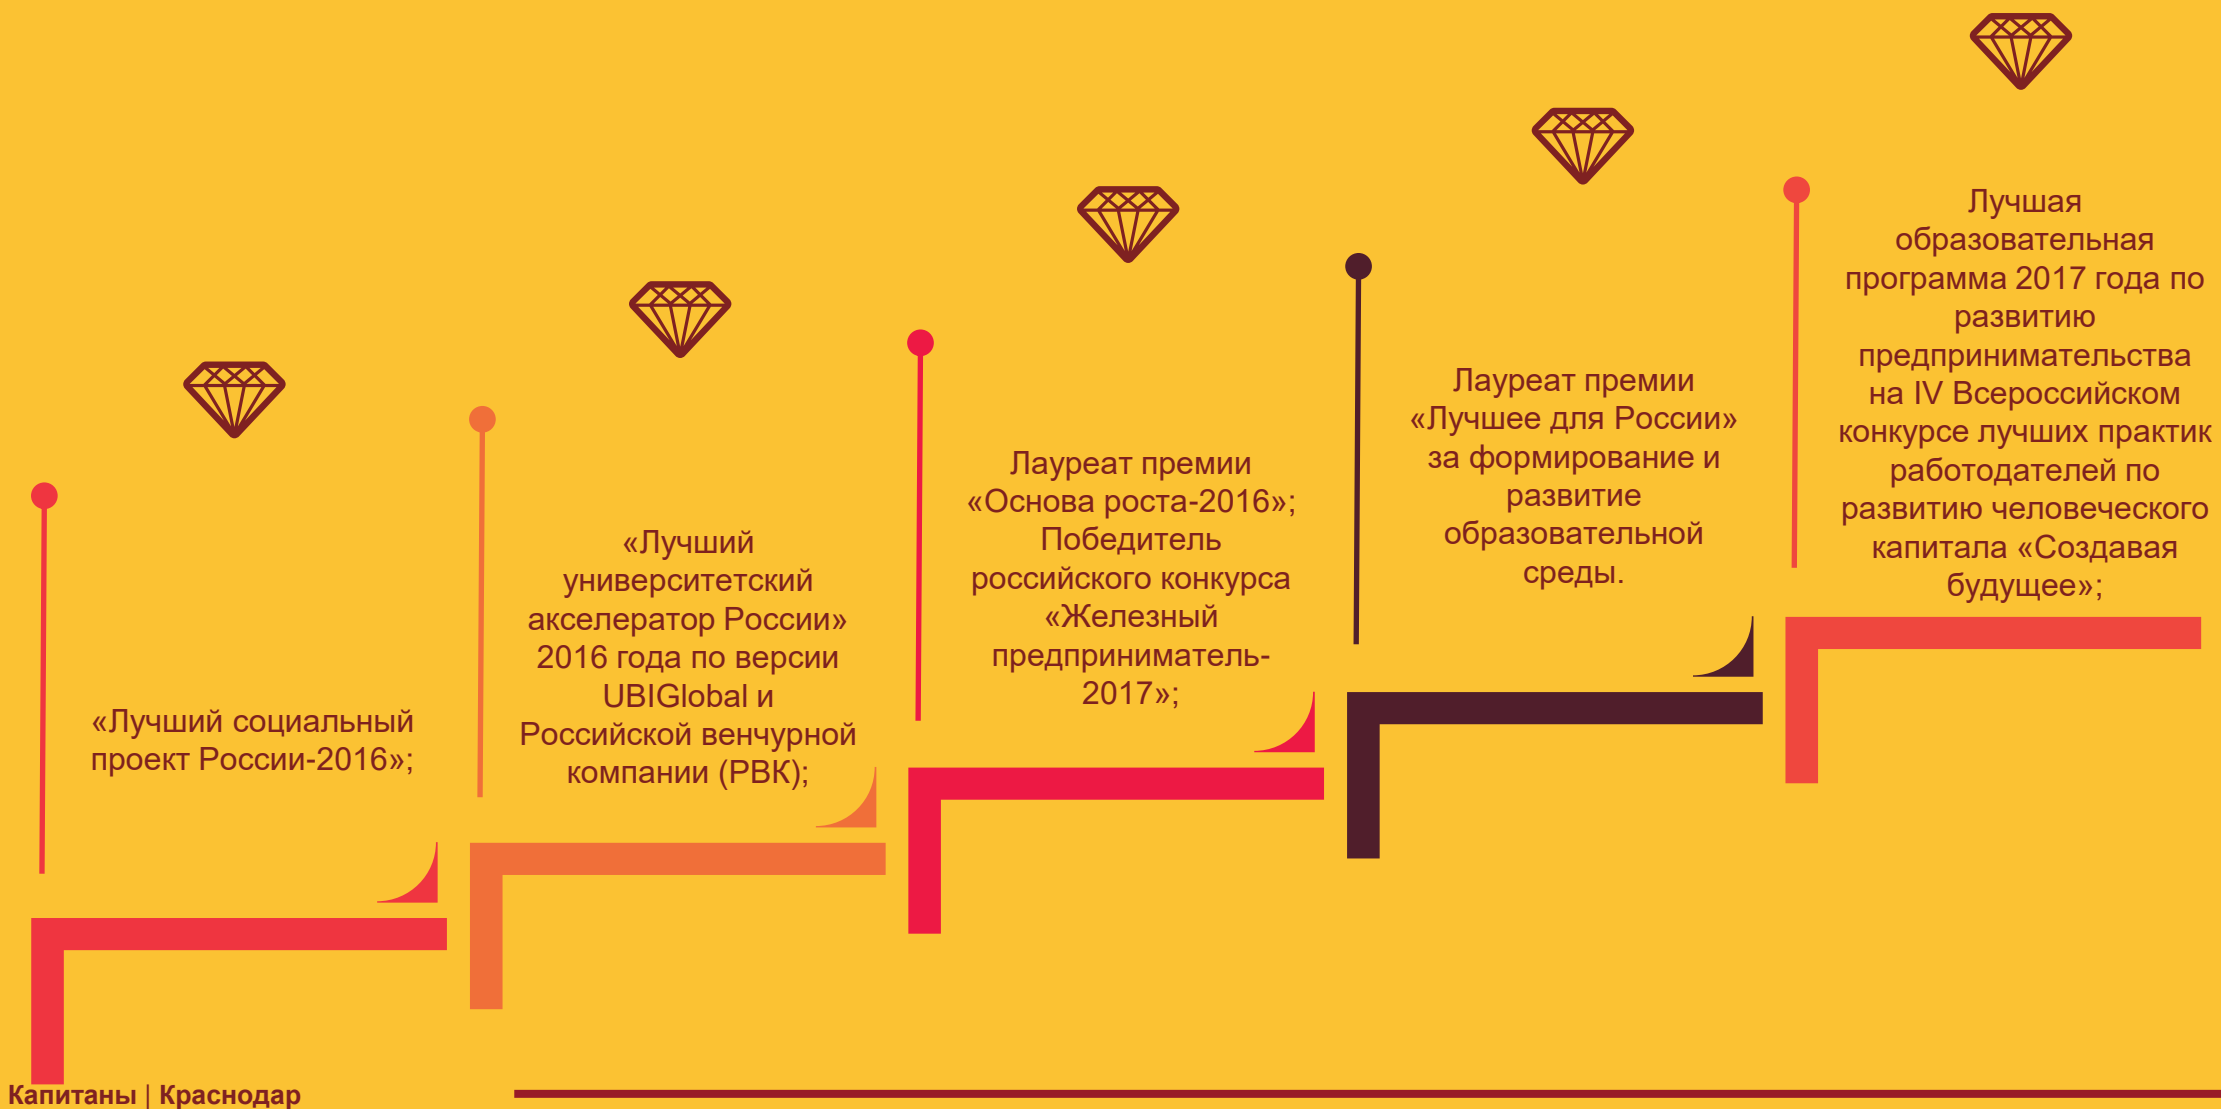 «Лучший социальный
проект России-2016»;
«Лучший
университетский
акселератор России»
2016 года по версии
UBIGlobal и
Российской венчурной
компании (РВК);
Лауреат премии
«Основа роста-2016»;
Победитель
российского конкурса
«Железный
предприниматель-
2017»;
Лауреат премии
«Лучшее для России»
за формирование и
развитие
образовательной
среды.
Лучшая
образовательная
программа 2017 года по
развитию
предпринимательства
на IV Всероссийском
конкурсе лучших практик
работодателей по
развитию человеческого
капитала «Создавая
будущее»;
Капитаны | Краснодар